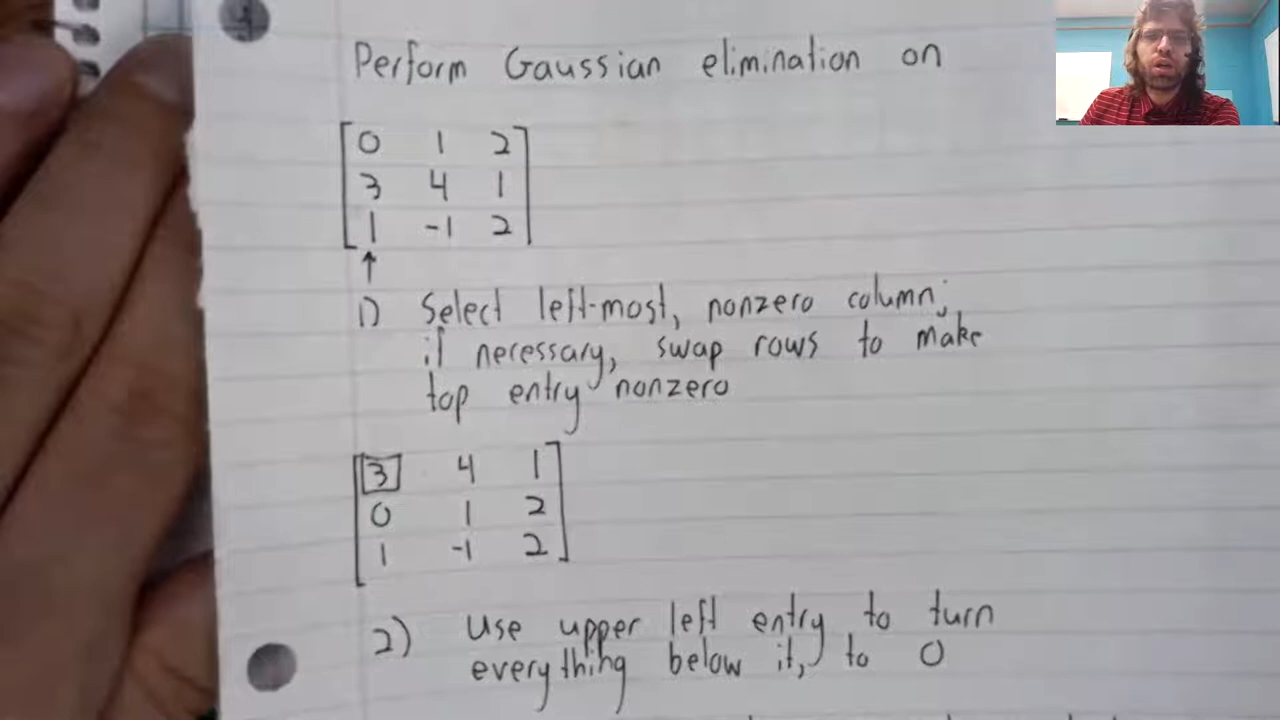 Perform Gaussian elimination on
0 1 2
3 4 1
1 -1 2
↑
1) Select left-most, nonzero column;
if necessary, swap rows to make
top entry nonzero
3 4 1
0 1 2
1 -1 2
2) Use upper left entry to turn
everything below it, to 0